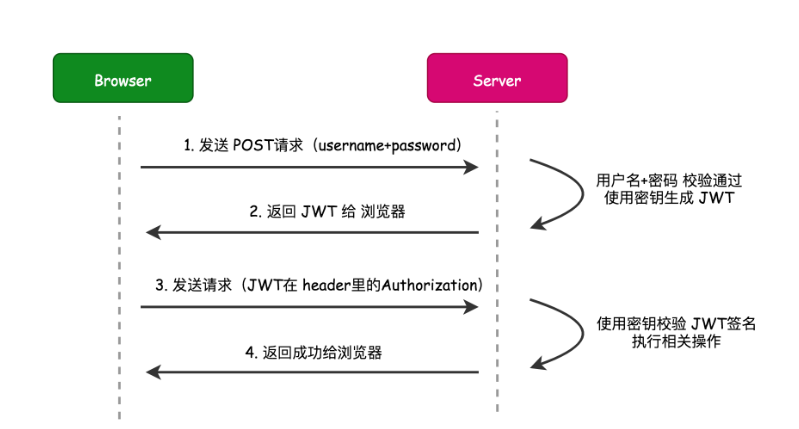 Browser
Server
1. 发送 POST请求（username+password）
用户名+密码 校验通过
使用密钥生成 JWT
2. 返回 JWT 给 浏览器
3. 发送请求（JWT在 header里的Authorization）
使用密钥校验 JWT签名
执行相关操作
4. 返回成功给浏览器